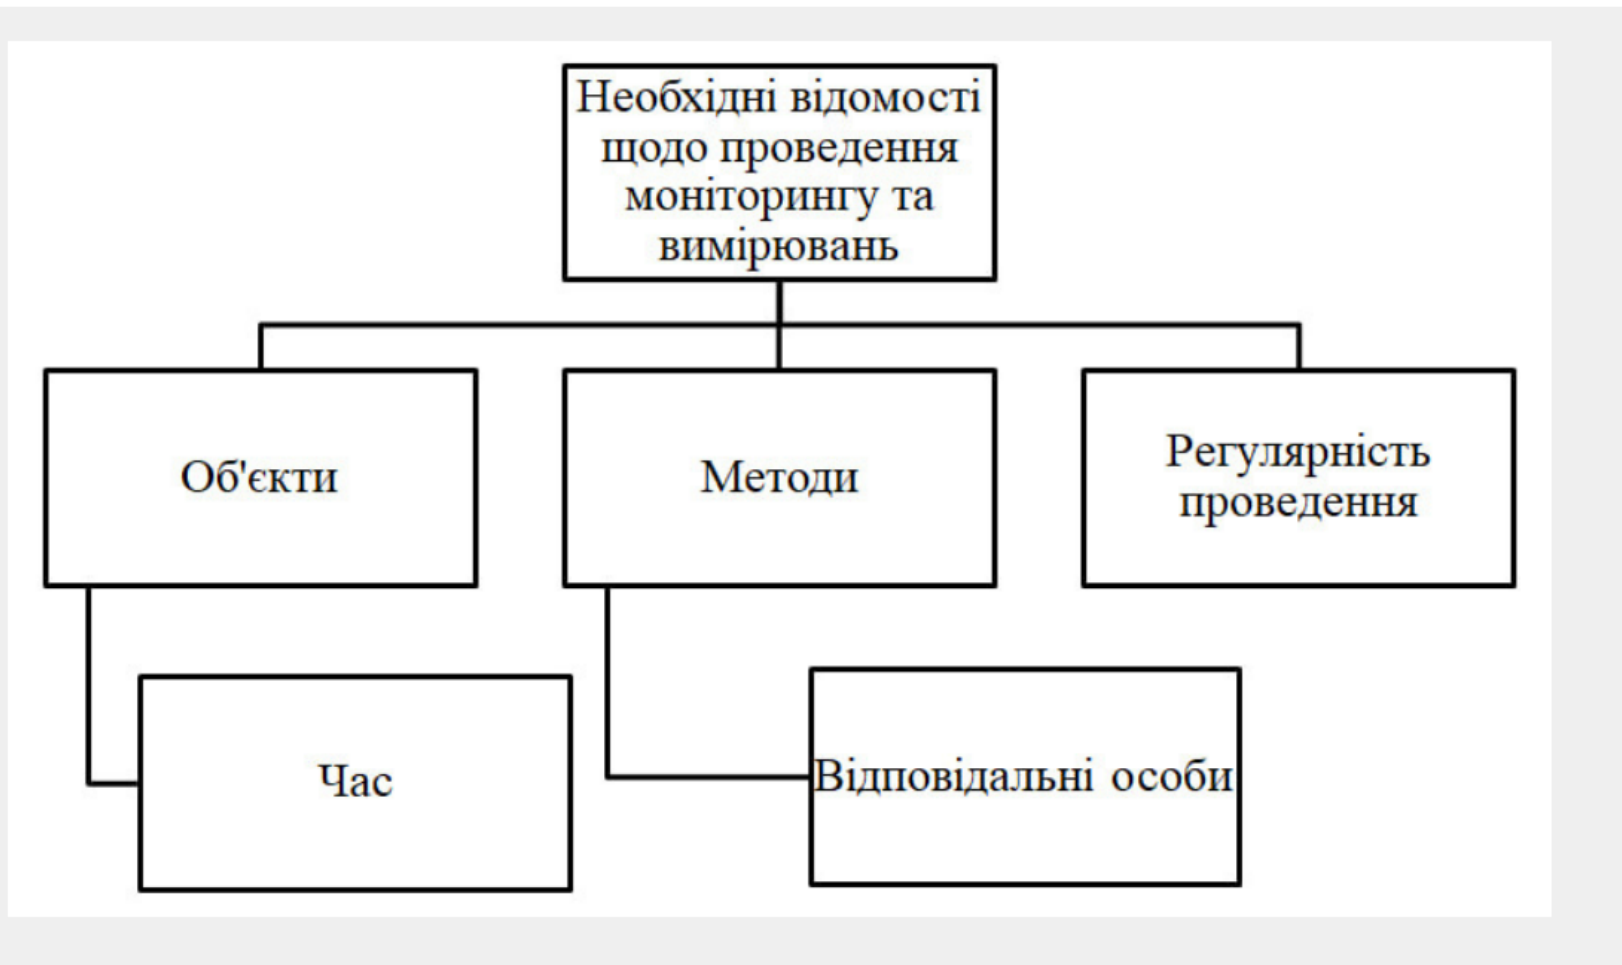 Необхідні відомості
щодо проведення
моніторингу та
вимірювань
Об'єкти
Методи
Регулярність
проведення
Час
Відповідальні особи